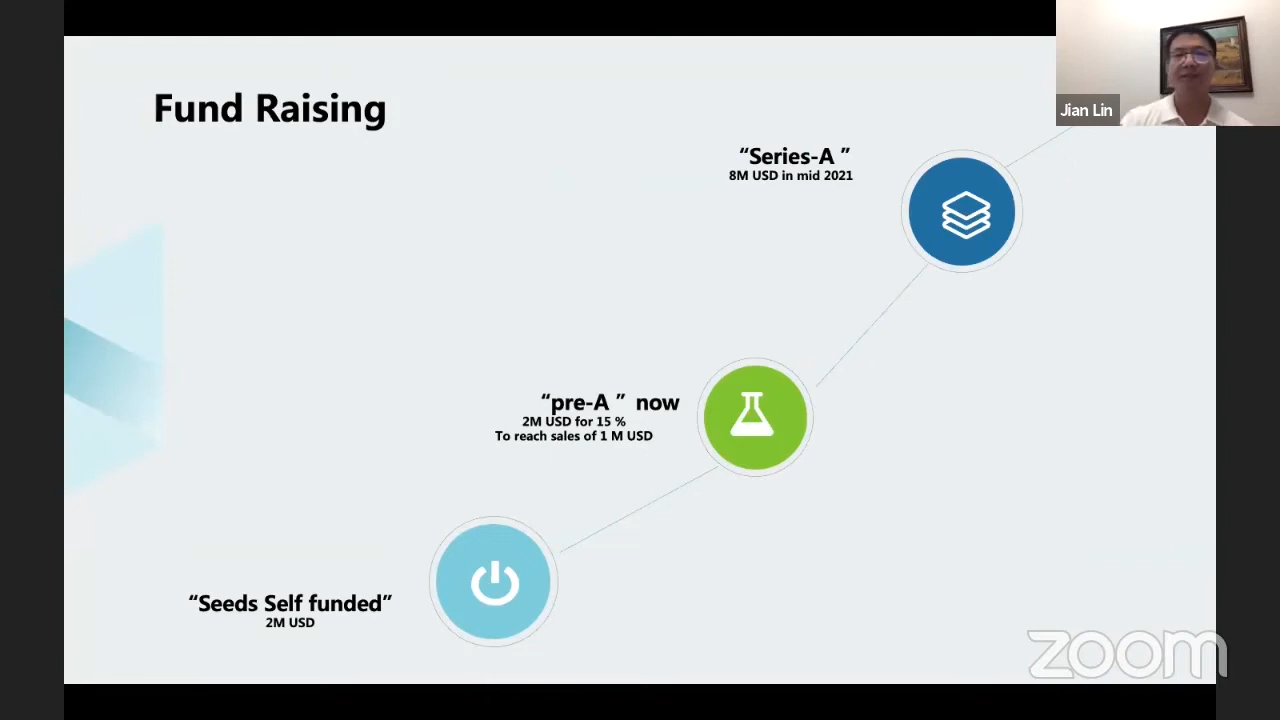 Fund Raising
Jian Lin
“Series-A ”
8M USD in mid 2021
“pre-A ” now
2M USD for 15 %
To reach sales of 1 M USD
“Seeds Self funded”
2M USD
zoom